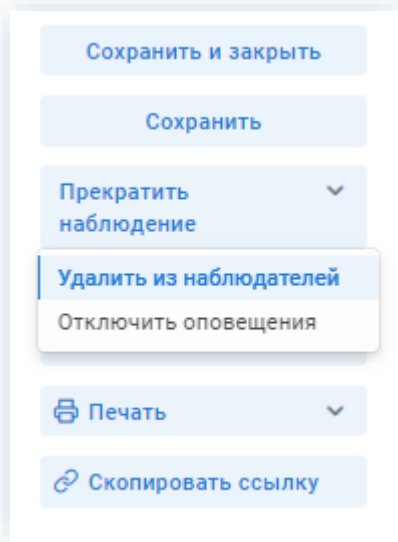 Сохранить и закрыть
Сохранить
Прекратить
наблюдение
Удалить из наблюдателей
Отключить оповещения
Печать
Скопировать ссылку